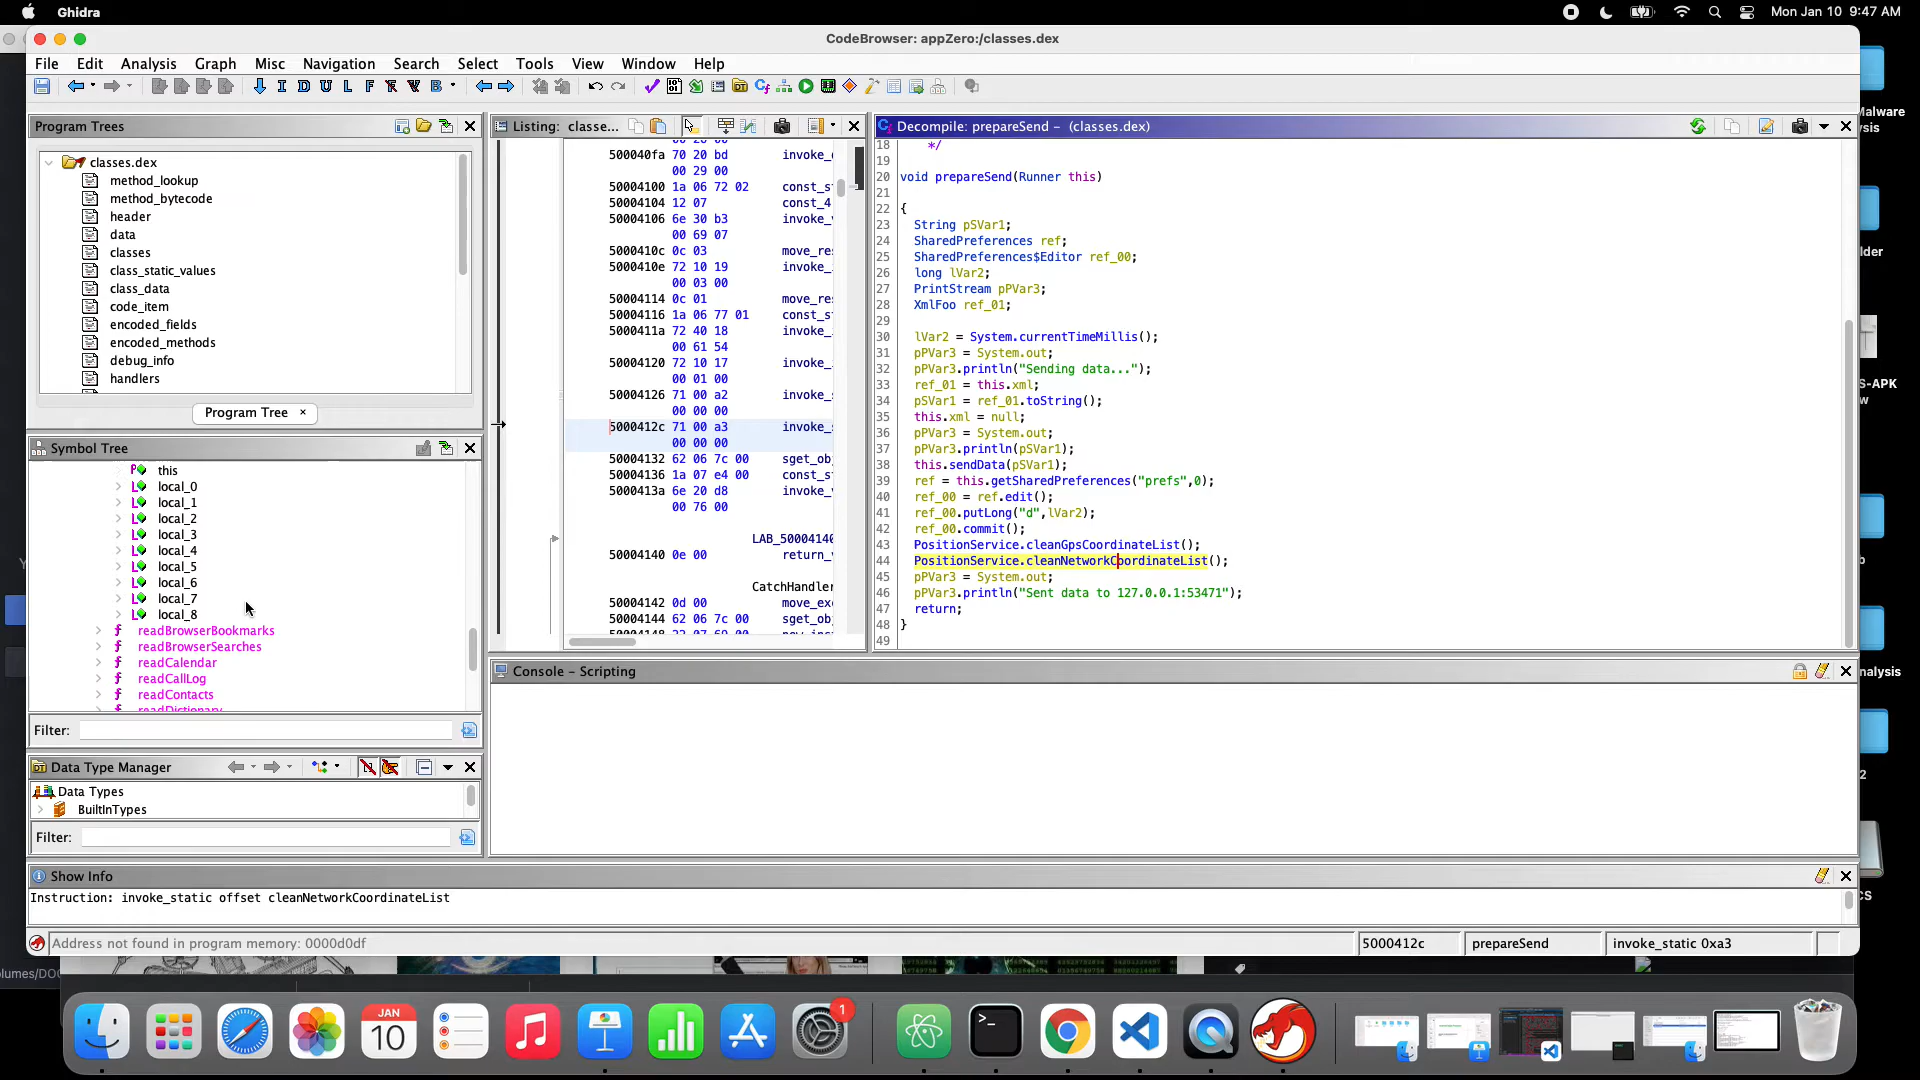 Ghidra
Mon Jan 10 9:47 AM
CodeBrowser: appZero:/classes.dex
File Edit Analysis Graph Misc Navigation Search Select Tools View Window Help
Program Trees
classes.dex
method_lookup
method_bytecode
header
data
classes
class_static_values
class_data
code_item
encoded_fields
encoded_methods
debug_info
handlers
Program Tree ×
Symbol Tree
this
local_0
local_1
local_2
local_3
local_4
local_5
local_6
local_7
local_8
readBrowserBookmarks
readBrowserSearches
readCalendar
readCallLog
readContacts
readDictionary
Filter:
Data Type Manager
Data Types
BuiltInTypes
Filter:
Listing: classe...
500040fa 70 20 bd invoke_
00 29 00
50004100 1a 06 72 02 const_s
50004104 12 07 const_4
50004106 6e 30 b3 invoke_
00 69 07
5000410c 0c 03 move_re
5000410e 72 10 19 invoke_
00 03 00
50004114 0c 01 move_re
50004116 1a 06 77 01 const_s
5000411a 72 40 18 invoke_
00 61 54
50004120 72 10 17 invoke_
00 01 00
50004126 71 00 a2 invoke_
00 00 00
5000412c 71 00 a3 invoke_
00 00 00
50004132 62 06 7c 00 sget_ob
50004136 1a 07 e4 00 const_s
5000413a 6e 20 d8 invoke_
00 76 00
LAB_50004140
50004140 0e 00 return_
CatchHandler
50004142 0d 00 move_ex
50004144 62 06 7c 00 sget_ob
Decompile: prepareSend – (classes.dex)
18 */
19
20 void prepareSend(Runner this)
21
22 {
23 String pSVar1;
24 SharedPreferences ref;
25 SharedPreferences$Editor ref_00;
26 long lVar2;
27 PrintStream pPVar3;
28 XmlFoo ref_01;
29
30 lVar2 = System.currentTimeMillis();
31 pPVar3 = System.out;
32 pPVar3.println("Sending data...");
33 ref_01 = this.xml;
34 pSVar1 = ref_01.toString();
35 this.xml = null;
36 pPVar3 = System.out;
37 pPVar3.println(pSVar1);
38 this.sendData(pSVar1);
39 ref = this.getSharedPreferences("prefs",0);
40 ref_00 = ref.edit();
41 ref_00.putLong("d",lVar2);
42 ref_00.commit();
43 PositionService.cleanGpsCoordinateList();
44 PositionService.cleanNetworkCoordinateList();
45 pPVar3 = System.out;
46 pPVar3.println("Sent data to 127.0.0.1:53471");
47 return;
48 }
49
Console – Scripting
Show Info
Instruction: invoke_static offset cleanNetworkCoordinateList
Address not found in program memory: 0000d0df
5000412c
prepareSend
invoke_static 0xa3
JAN
10
1